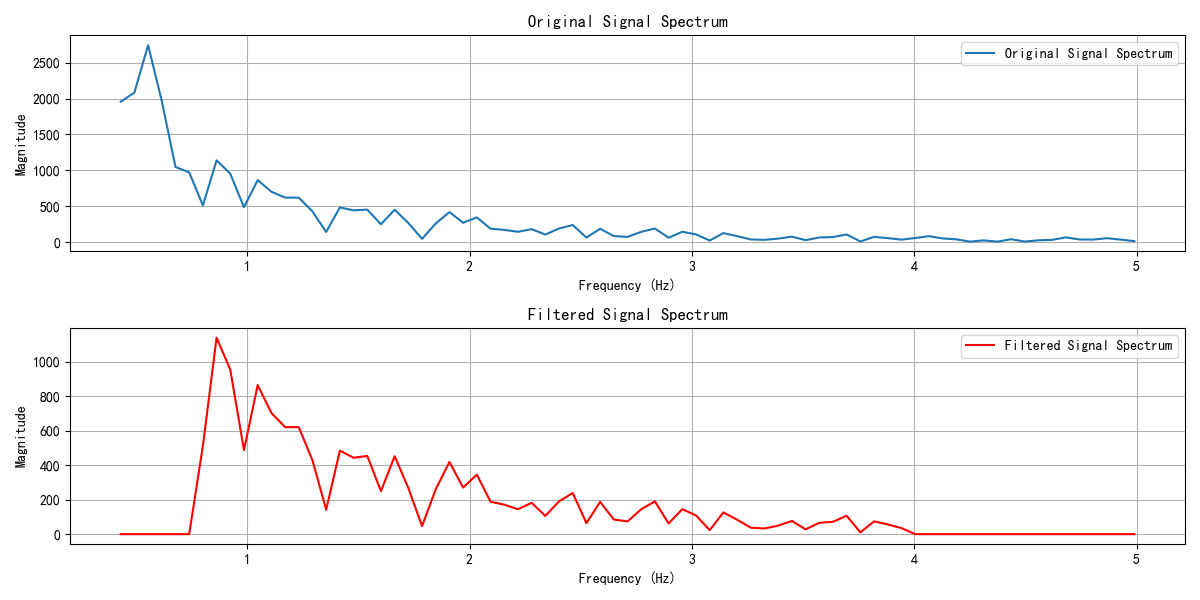 Original Signal Spectrum
Original Signal Spectrum
2500
2000
1500
1000
500
0
Magnitude
1 2 3 4 5
Frequency (Hz)
Filtered Signal Spectrum
Filtered Signal Spectrum
1000
800
600
400
200
0
Magnitude
1 2 3 4 5
Frequency (Hz)